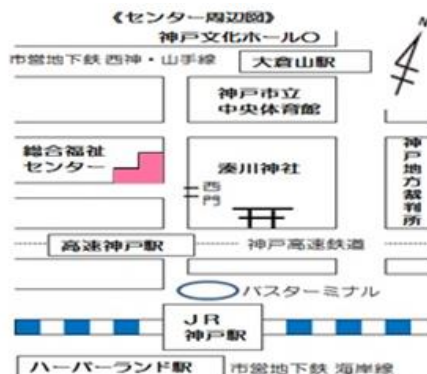 《センター周辺図》
神戸文化ホール○
N
市営地下鉄 西神・山手線
大倉山駅
神戸市立
中央体育館
総合福祉
センター
湊川神社
神戸地方裁判所
西門
高速神戸駅
神戸高速鉄道
バスターミナル
JR
神戸駅
ハーバーランド駅
市営地下鉄 海岸線